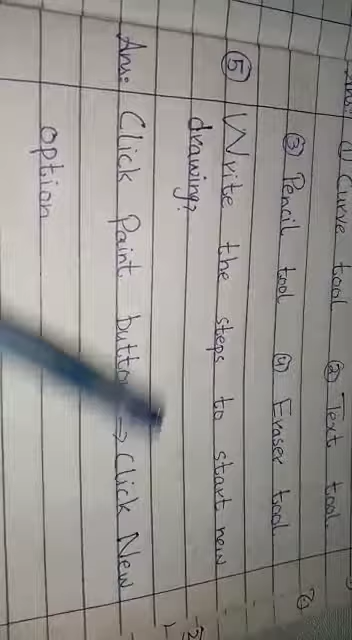 Ans: ① Curve tool ② Text tool.
③ Pencil tool ④ Eraser tool
⑤ Write the steps to start new
drawing?
Ans: Click Paint button → Click New
option